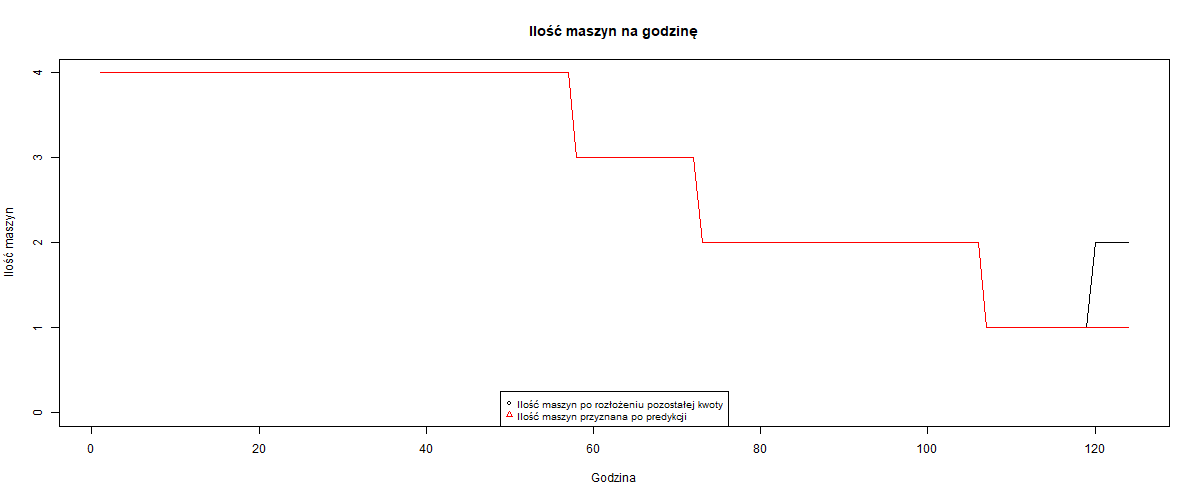 Ilość maszyn na godzinę
Ilość maszyn
4
3
2
1
0
Ilość maszyn po rozłożeniu pozostałej kwoty
Ilość maszyn przyznana po predykcji
0 20 40 60 80 100 120
Godzina